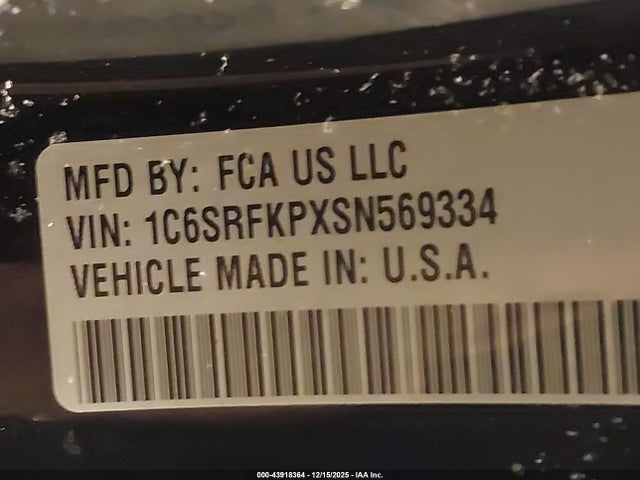 MFD BY: FCA US LLC
VIN: 1C6SRFKPXSN569334
VEHICLE MADE IN: U.S.A.
000-43918364 - 12/15/2025 - IAA Inc.